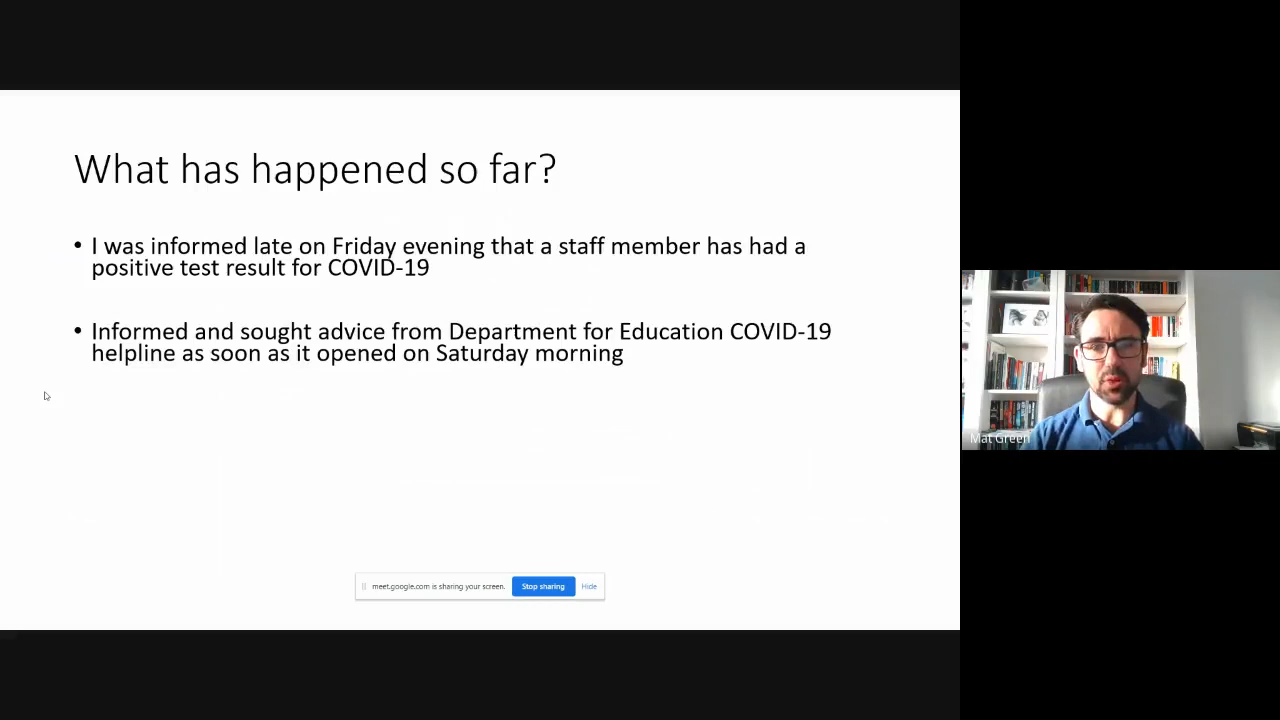 What has happened so far?
• I was informed late on Friday evening that a staff member has had a
positive test result for COVID-19
• Informed and sought advice from Department for Education COVID-19
helpline as soon as it opened on Saturday morning
Mat Green
meet.google.com is sharing your screen. Stop sharing Hide